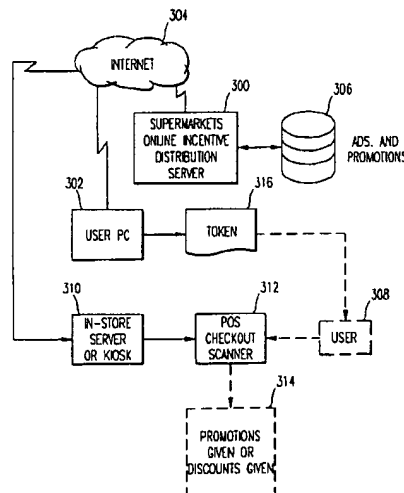 304
INTERNET
300
306
SUPERMARKETS
ONLINE INCENTIVE
DISTRIBUTION
SERVER
ADS. AND
PROMOTIONS
302
316
USER PC
TOKEN
310
312
308
IN-STORE
SERVER
OR KIOSK
POS
CHECKOUT
SCANNER
USER
314
PROMOTIONS
GIVEN OR
DISCOUNTS GIVEN